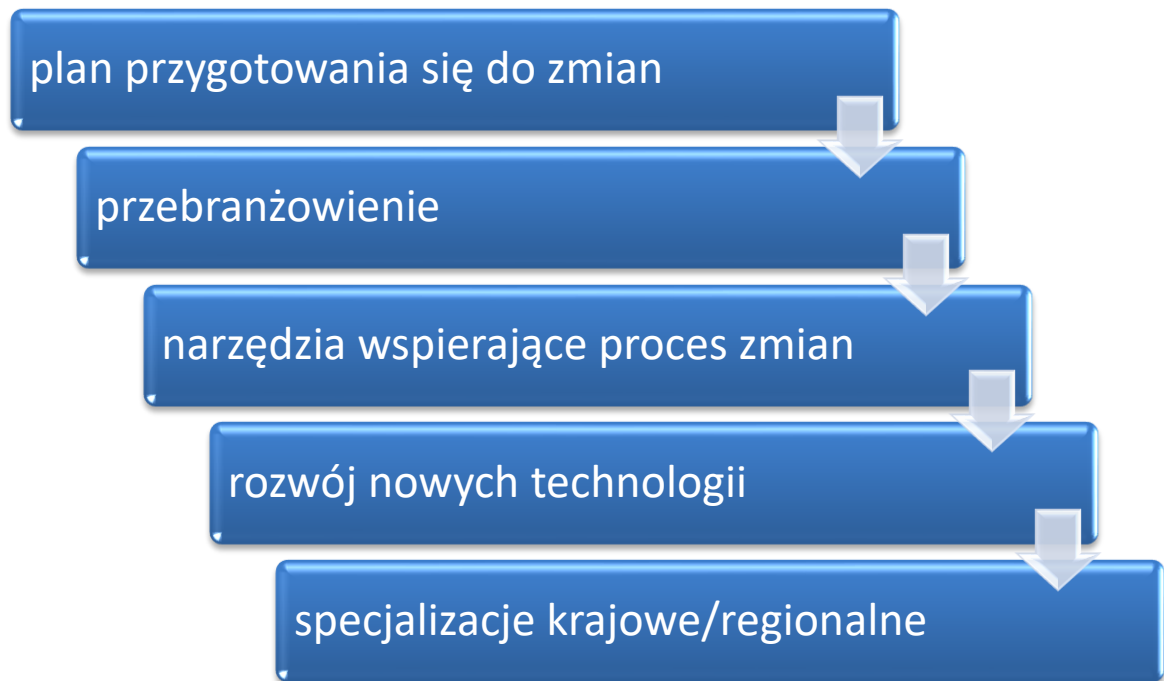 plan przygotowania się do zmian
przebranżowienie
narzędzia wspierające proces zmian
rozwój nowych technologii
specjalizacje krajowe/regionalne